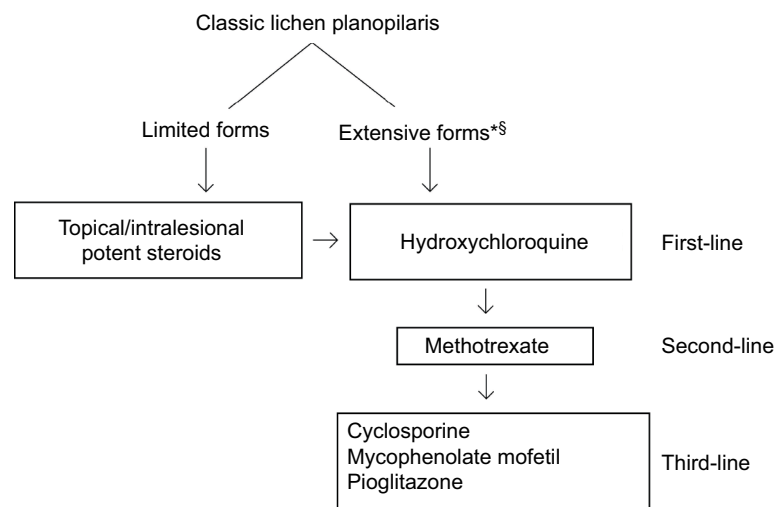 Classic lichen planopilaris
Limited forms
Extensive forms*§
Topical/intralesional
potent steroids
Hydroxychloroquine
First-line
Methotrexate
Second-line
Cyclosporine
Mycophenolate mofetil
Pioglitazone
Third-line